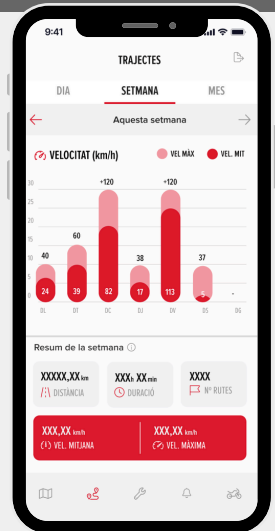 9:41
TRAJECTES
DIA SETMANA MES
Aquesta setmana
VELOCITAT (km/h) VEL MÀX VEL. MIT
30
25
20
15
10
5
0
40 60 +120 38 +120 37
24 39 82 17 113 5 -
DL DT DC DJ DV DS DG
Resum de la setmana
XXXXX,XX km XXXh XXmin XXXX
DISTÀNCIA DURACIÓ Nº RUTES
XXX,XX km/h XXX,XX km/h
VEL. MITJANA VEL. MÀXIMA